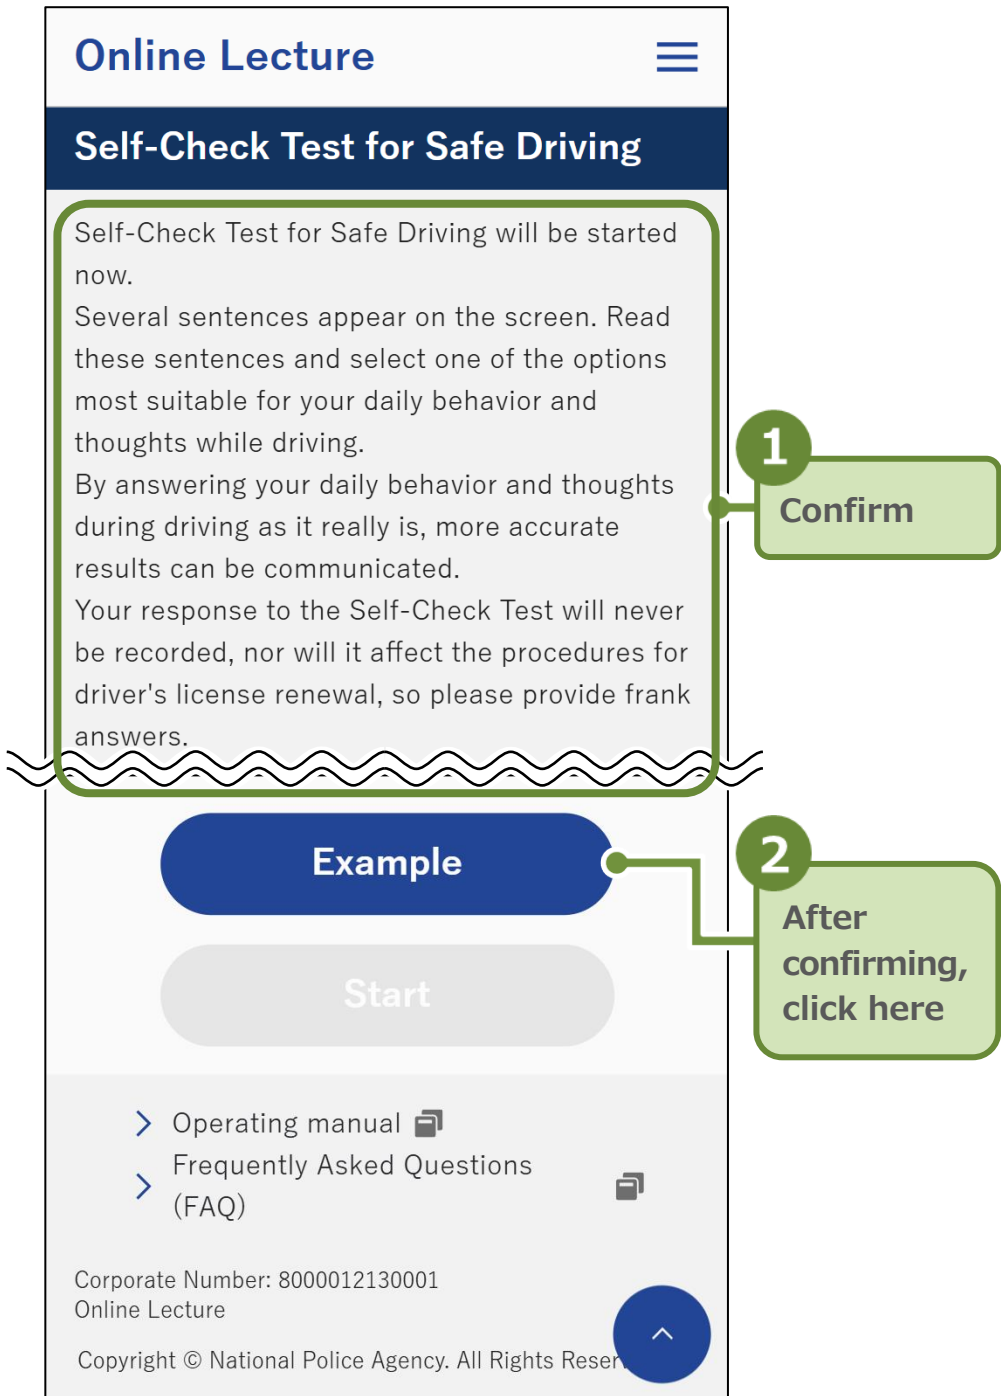 Online Lecture
Self-Check Test for Safe Driving
Self-Check Test for Safe Driving will be started
now.
Several sentences appear on the screen. Read
these sentences and select one of the options
most suitable for your daily behavior and
thoughts while driving.
By answering your daily behavior and thoughts
during driving as it really is, more accurate
results can be communicated.
Your response to the Self-Check Test will never
be recorded, nor will it affect the procedures for
driver's license renewal, so please provide frank
answers.
1
Confirm
Example
2
After
confirming,
click here
Start
Operating manual
Frequently Asked Questions
(FAQ)
Corporate Number: 8000012130001
Online Lecture
Copyright © National Police Agency. All Rights